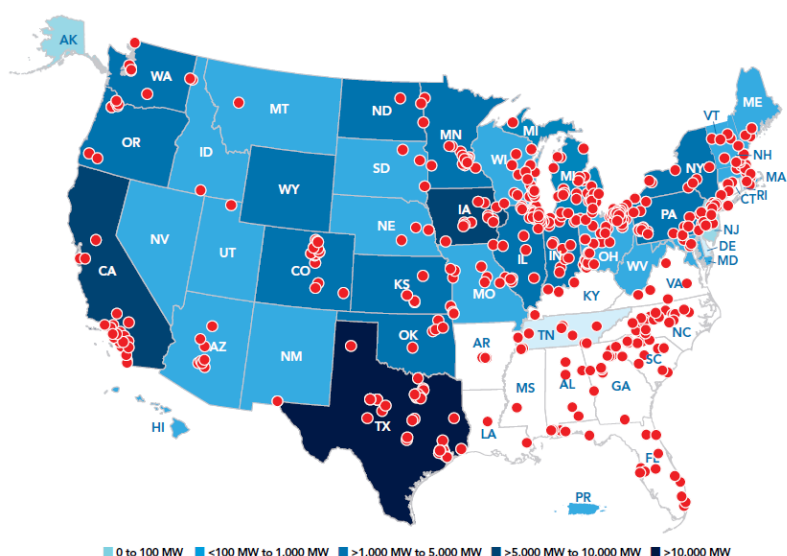 AK
WA
MT
ND
MN
OR
ID
SD
WI
MI
MI
VT
ME
NH
NY
MA
CT
RI
WY
NE
IA
PA
NJ
NV
UT
CO
IL
IN
OH
DE
MD
CA
KS
MO
WV
VA
KY
AZ
NM
OK
AR
TN
NC
SC
MS
AL
GA
TX
LA
HI
FL
PR
0 to 100 MW <100 MW to 1,000 MW >1,000 MW to 5,000 MW >5,000 MW to 10,000 MW >10,000 MW